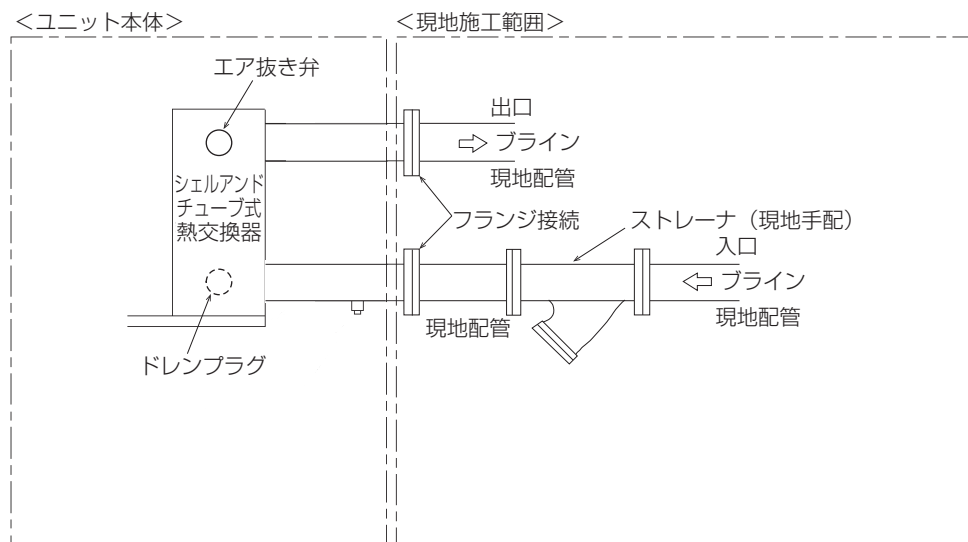 ＜ユニット本体＞
＜現地施工範囲＞
エア抜き弁
出口
ブライン
現地配管
シェルアンド
チューブ式
熱交換器
フランジ接続
ストレーナ（現地手配）
入口
ブライン
現地配管
現地配管
ドレンプラグ